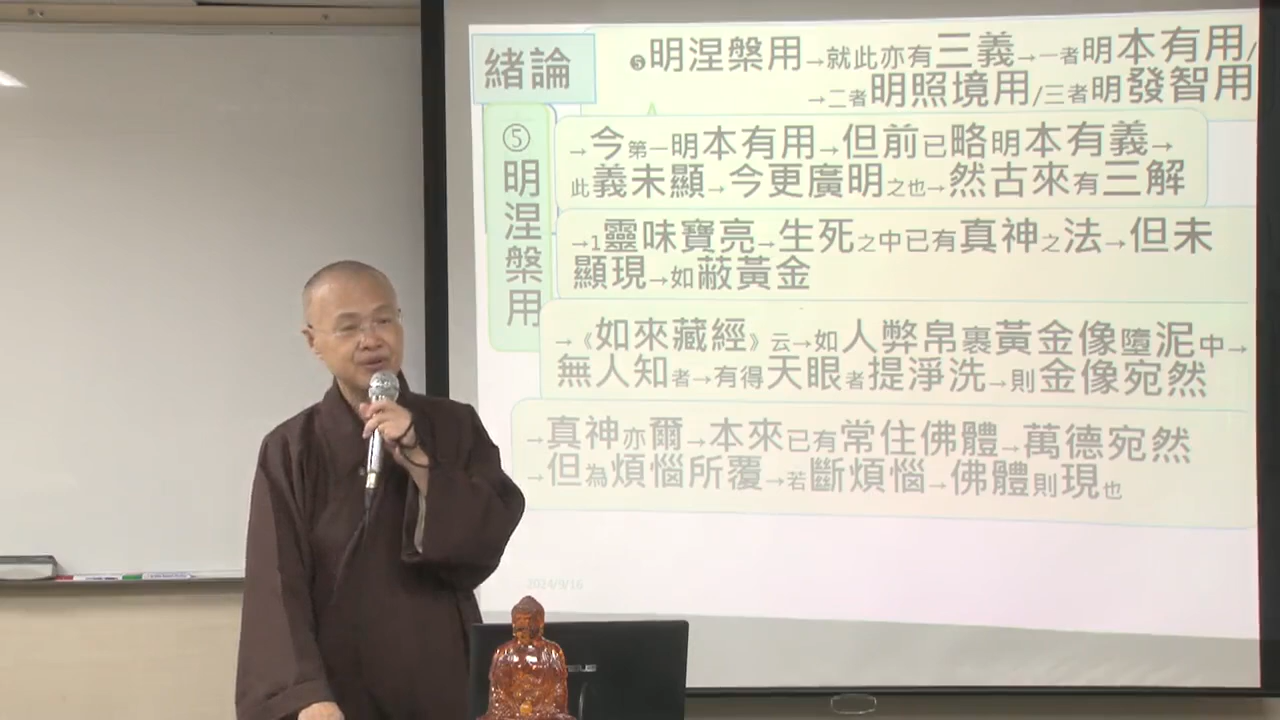 緒論
❺明涅槃用→就此亦有三義→一者明本有用/
→二者明照境用/三者明發智用
⑤明涅槃用
→今第一明本有用→但前已略明本有義→
此義未顯→今更廣明之也→然古來有三解
→1靈味寶亮→生死之中已有真神之法→但未
顯現→如蔽黃金
→《如來藏經》云→如人弊帛裹黃金像墮泥中→
無人知者→有得天眼者提淨洗→則金像宛然
→真神亦爾→本來已有常住佛體→萬德宛然
→但為煩惱所覆→若斷煩惱→佛體則現也
2024/9/16